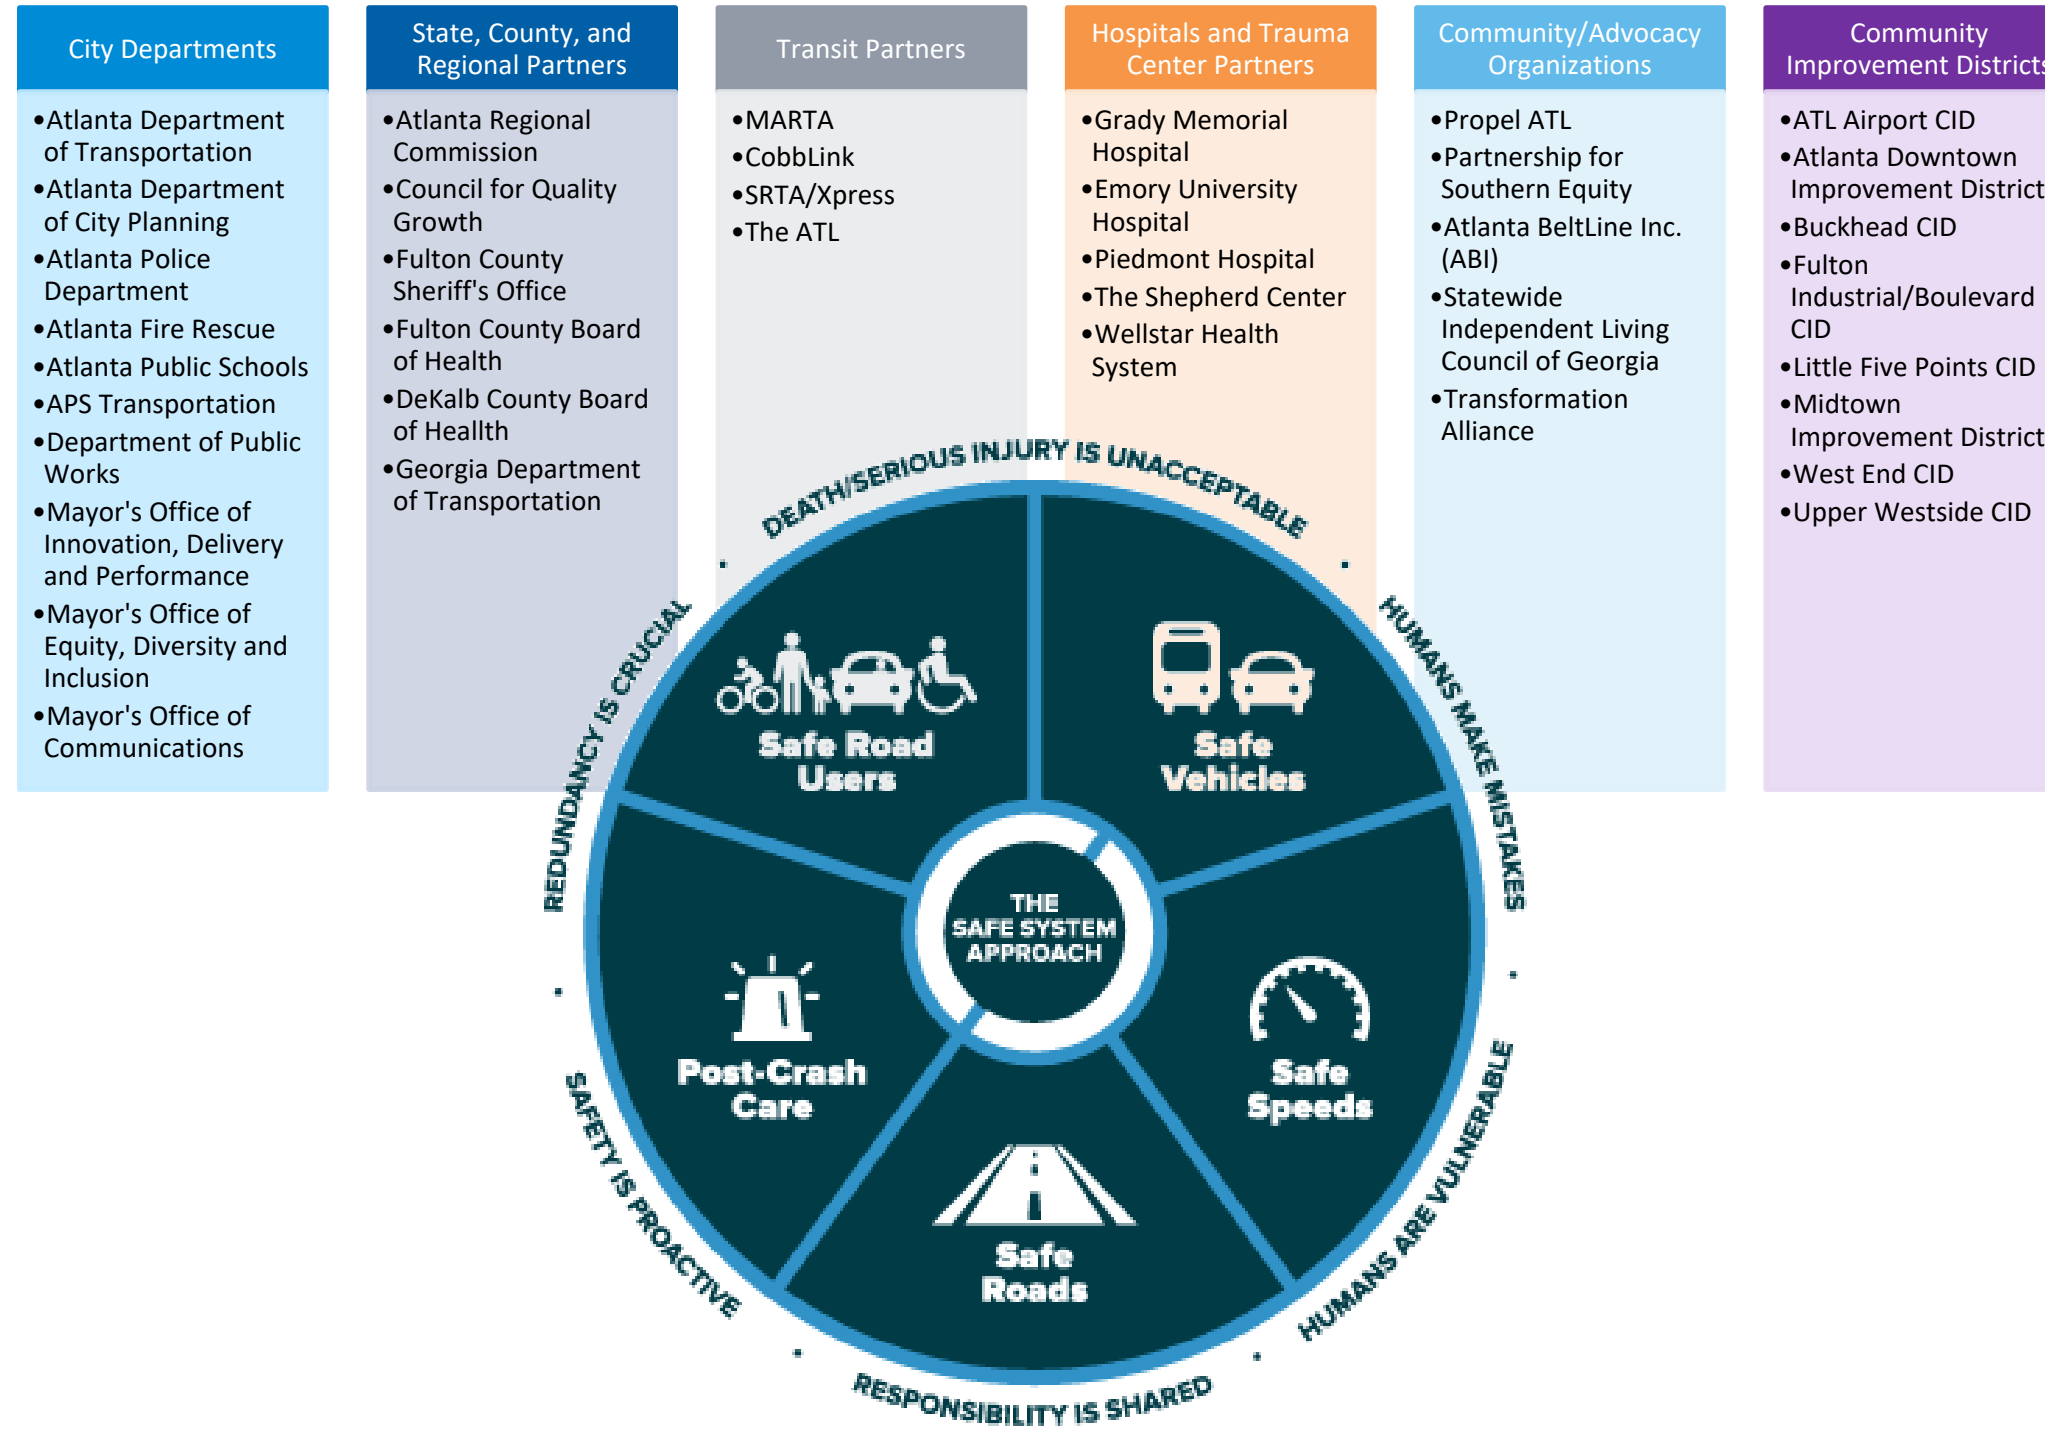 City Departments
•Atlanta Department
of Transportation
•Atlanta Department
of City Planning
•Atlanta Police
Department
•Atlanta Fire Rescue
•Atlanta Public Schools
•APS Transportation
•Department of Public
Works
•Mayor's Office of
Innovation, Delivery
and Performance
•Mayor's Office of
Equity, Diversity and
Inclusion
•Mayor's Office of
Communications
State, County, and
Regional Partners
•Atlanta Regional
Commission
•Council for Quality
Growth
•Fulton County
Sheriff's Office
•Fulton County Board
of Health
•DeKalb County Board
of Heallth
•Georgia Department
of Transportation
Transit Partners
•MARTA
•CobbLink
•SRTA/Xpress
•The ATL
Hospitals and Trauma
Center Partners
•Grady Memorial
Hospital
•Emory University
Hospital
•Piedmont Hospital
•The Shepherd Center
•Wellstar Health
System
Community/Advocacy
Organizations
•Propel ATL
•Partnership for
Southern Equity
•Atlanta BeltLine Inc.
(ABI)
•Statewide
Independent Living
Council of Georgia
•Transformation
Alliance
Community
Improvement Districts
•ATL Airport CID
•Atlanta Downtown
Improvement District
•Buckhead CID
•Fulton
Industrial/Boulevard
CID
•Little Five Points CID
•Midtown
Improvement District
•West End CID
•Upper Westside CID
DEATH/SERIOUS INJURY IS UNACCEPTABLE
HUMANS MAKE MISTAKES
HUMANS ARE VULNERABLE
RESPONSIBILITY IS SHARED
SAFETY IS PROACTIVE
REDUNDANCY IS CRUCIAL
Safe Road
Users
Safe
Vehicles
Safe
Speeds
Safe
Roads
Post-Crash
Care
THE
SAFE SYSTEM
APPROACH